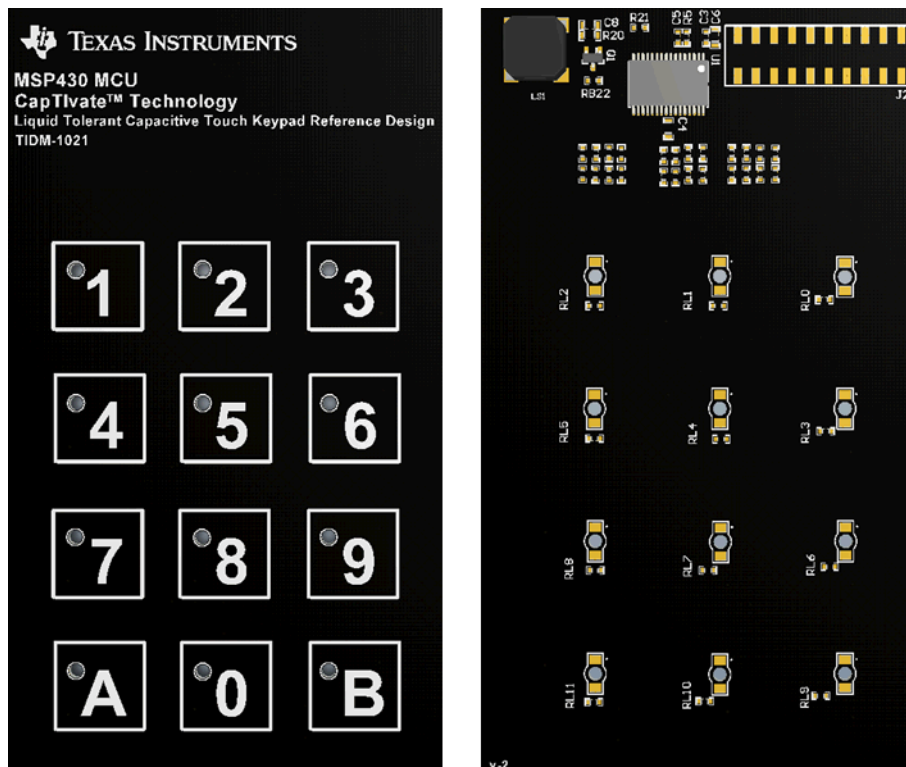 TEXAS INSTRUMENTS
MSP430 MCU
CapTIvate™ Technology
Liquid Tolerant Capacitive Touch Keypad Reference Design
TIDM-1021
1 2 3
4 5 6
7 8 9
A 0 B
C8
R20
R21
C5
R5
C3
C6
Q1
U1
LS1
RB22
C4
J2
RL2 RL1 RL0
RL5 RL4 RL3
RL8 RL7 RL6
RL11 RL10 RL9